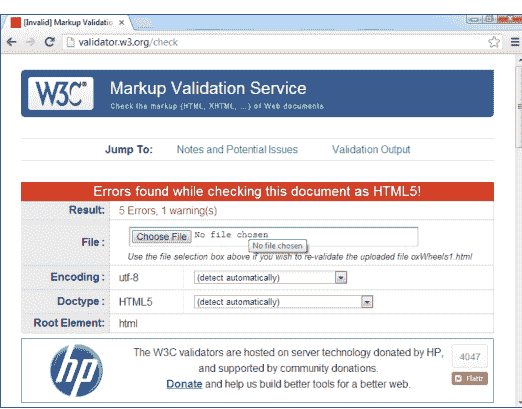 [Invalid] Markup Validatio
validator.w3.org/check
W3C® Markup Validation Service
Check the markup (HTML, XHTML, …) of Web documents
Jump To: Notes and Potential Issues Validation Output
Errors found while checking this document as HTML5!
Result: 5 Errors, 1 warning(s)
File : Choose File No file chosen
No file chosen
Use the file selection box above if you wish to re-validate the uploaded file oxWheels1.html
Encoding : utf-8 (detect automatically)
Doctype : HTML5 (detect automatically)
Root Element: html
hp
The W3C validators are hosted on server technology donated by HP,
and supported by community donations.
Donate and help us build better tools for a better web.
4047
Flattr